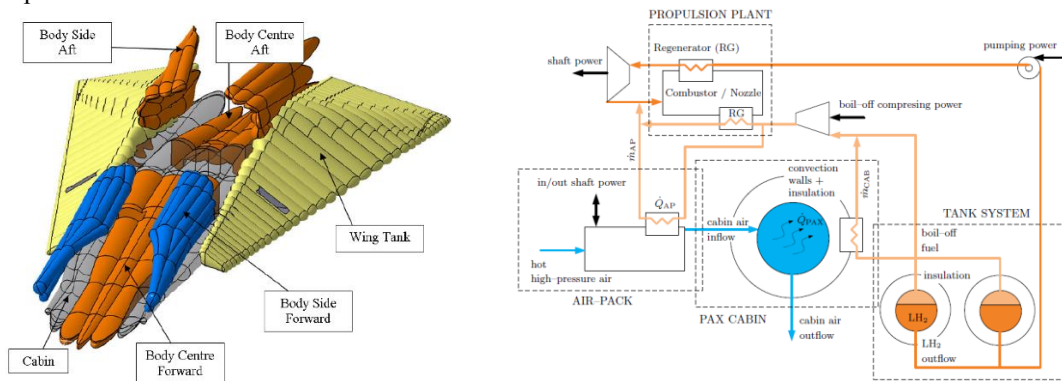 Body Side
Aft
Body Centre
Aft
Wing Tank
Body Side
Forward
Cabin
Body Centre
Forward
PROPULSION PLANT
Regenerator (RG)
shaft power
pumping power
Combustor / Nozzle
RG
boil–off compresing power
ṁAP
ṁCAB
in/out shaft power
Q̇AP
convection
walls +
insulation
Q̇PAX
cabin air
inflow
hot
high–pressure air
AIR–PACK
PAX CABIN
cabin air
outflow
TANK SYSTEM
boil–off
fuel
insulation
LH2
LH2
outflow